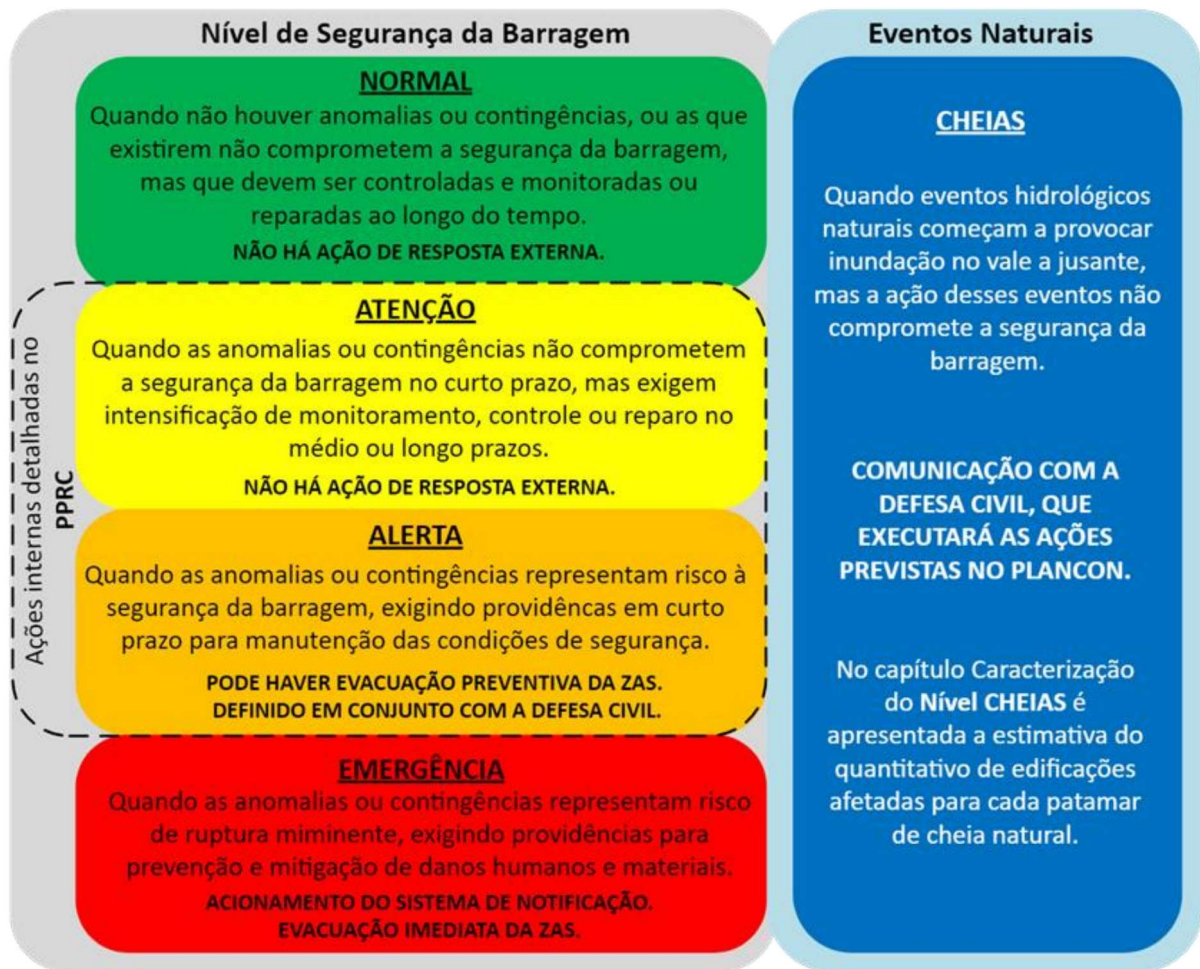 Nível de Segurança da Barragem
NORMAL
Quando não houver anomalias ou contingências, ou as que
existirem não comprometem a segurança da barragem,
mas que devem ser controladas e monitoradas ou
reparadas ao longo do tempo.
NÃO HÁ AÇÃO DE RESPOSTA EXTERNA.
Ações internas detalhadas no
PPRC
ATENÇÃO
Quando as anomalias ou contingências não comprometem
a segurança da barragem no curto prazo, mas exigem
intensificação de monitoramento, controle ou reparo no
médio ou longo prazos.
NÃO HÁ AÇÃO DE RESPOSTA EXTERNA.
ALERTA
Quando as anomalias ou contingências representam risco à
segurança da barragem, exigindo providêncas em curto
prazo para manutenção das condições de segurança.
PODE HAVER EVACUAÇÃO PREVENTIVA DA ZAS.
DEFINIDO EM CONJUNTO COM A DEFESA CIVIL.
EMERGÊNCIA
Quando as anomalias ou contingências representam risco
de ruptura miminente, exigindo providências para
prevenção e mitigação de danos humanos e materiais.
ACIONAMENTO DO SISTEMA DE NOTIFICAÇÃO.
EVACUAÇÃO IMEDIATA DA ZAS.
Eventos Naturais
CHEIAS
Quando eventos hidrológicos
naturais começam a provocar
inundação no vale a jusante,
mas a ação desses eventos não
compromete a segurança da
barragem.
COMUNICAÇÃO COM A
DEFESA CIVIL, QUE
EXECUTARÁ AS AÇÕES
PREVISTAS NO PLANCON.
No capítulo Caracterização
do Nível CHEIAS é
apresentada a estimativa do
quantitativo de edificações
afetadas para cada patamar
de cheia natural.